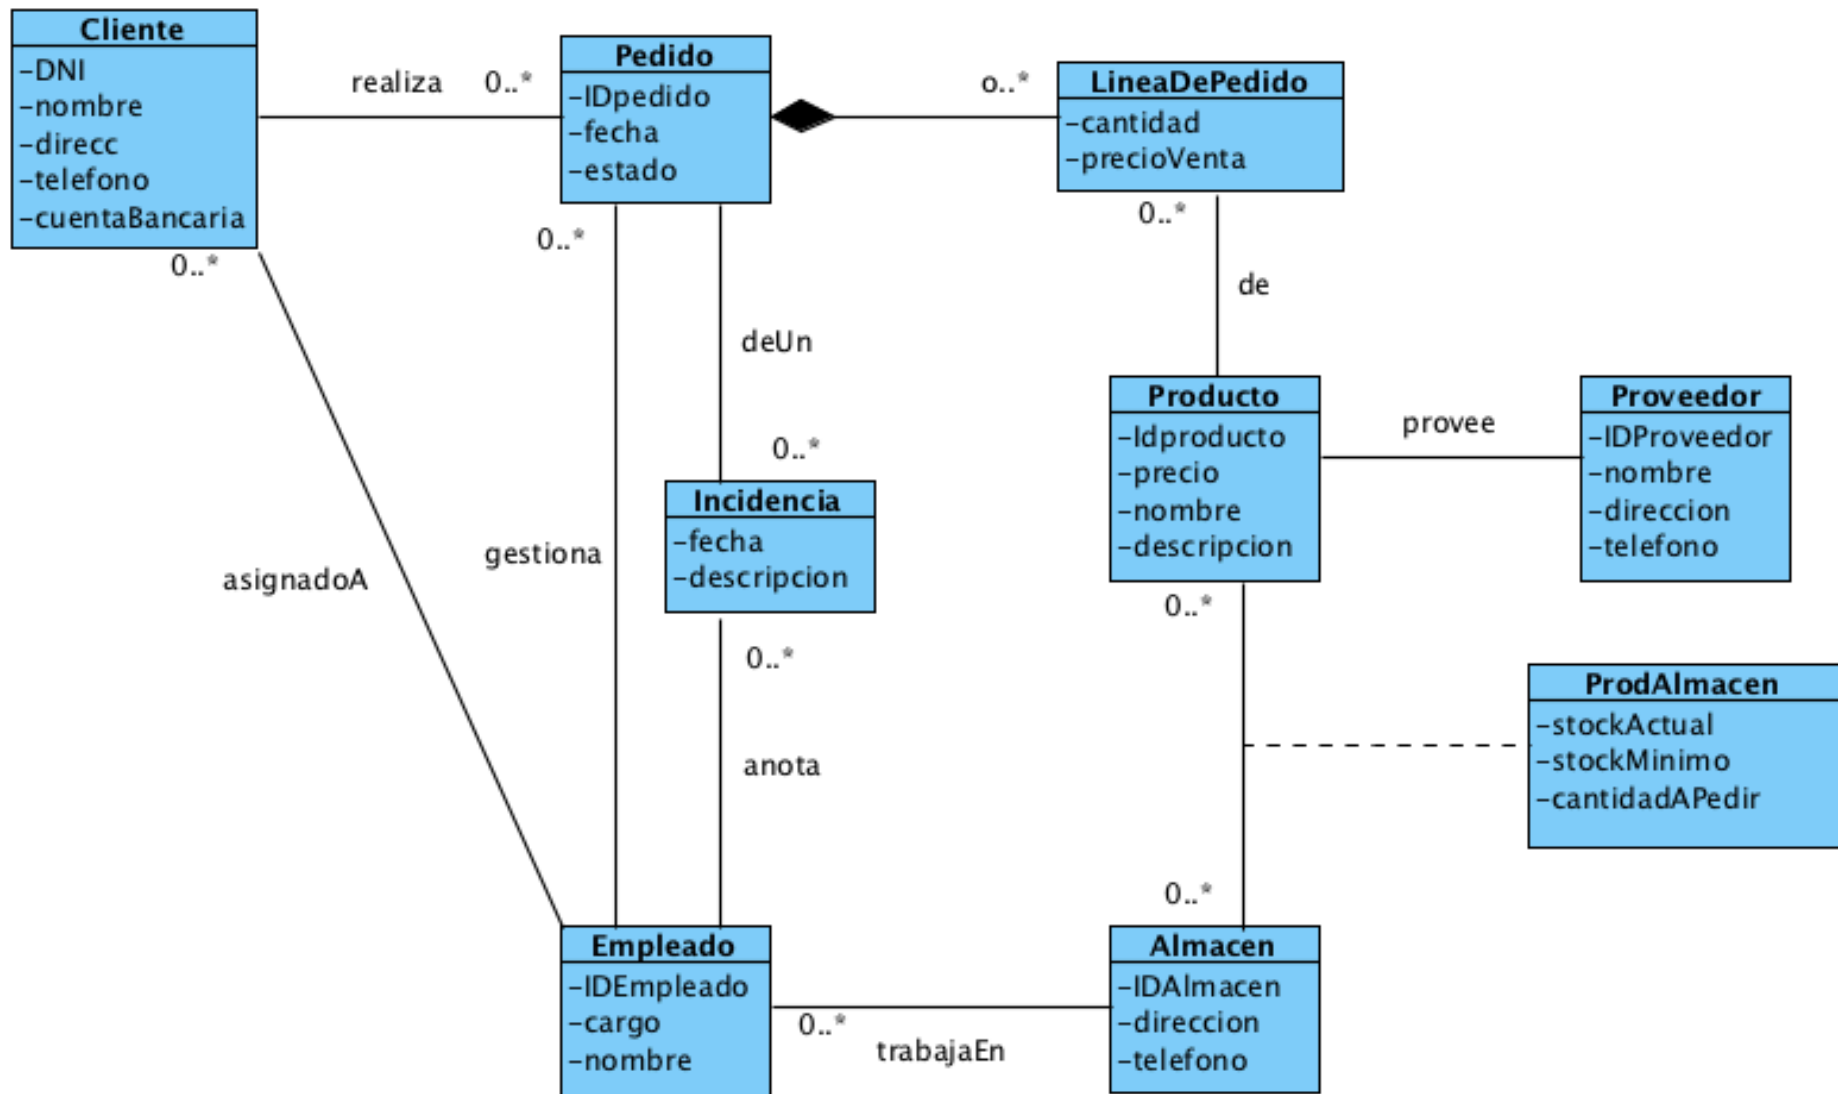 Cliente
-DNI
-nombre
-direcc
-telefono
-cuentaBancaria
0..*
realiza
0..*
Pedido
-IDpedido
-fecha
-estado
0..*
o..*
LineaDePedido
-cantidad
-precioVenta
0..*
de
deUn
0..*
Incidencia
-fecha
-descripcion
0..*
gestiona
asignadoA
anota
Producto
-Idproducto
-precio
-nombre
-descripcion
0..*
provee
Proveedor
-IDProveedor
-nombre
-direccion
-telefono
ProdAlmacen
-stockActual
-stockMinimo
-cantidadAPedir
0..*
Empleado
-IDEmpleado
-cargo
-nombre
0..*
trabajaEn
Almacen
-IDAlmacen
-direccion
-telefono